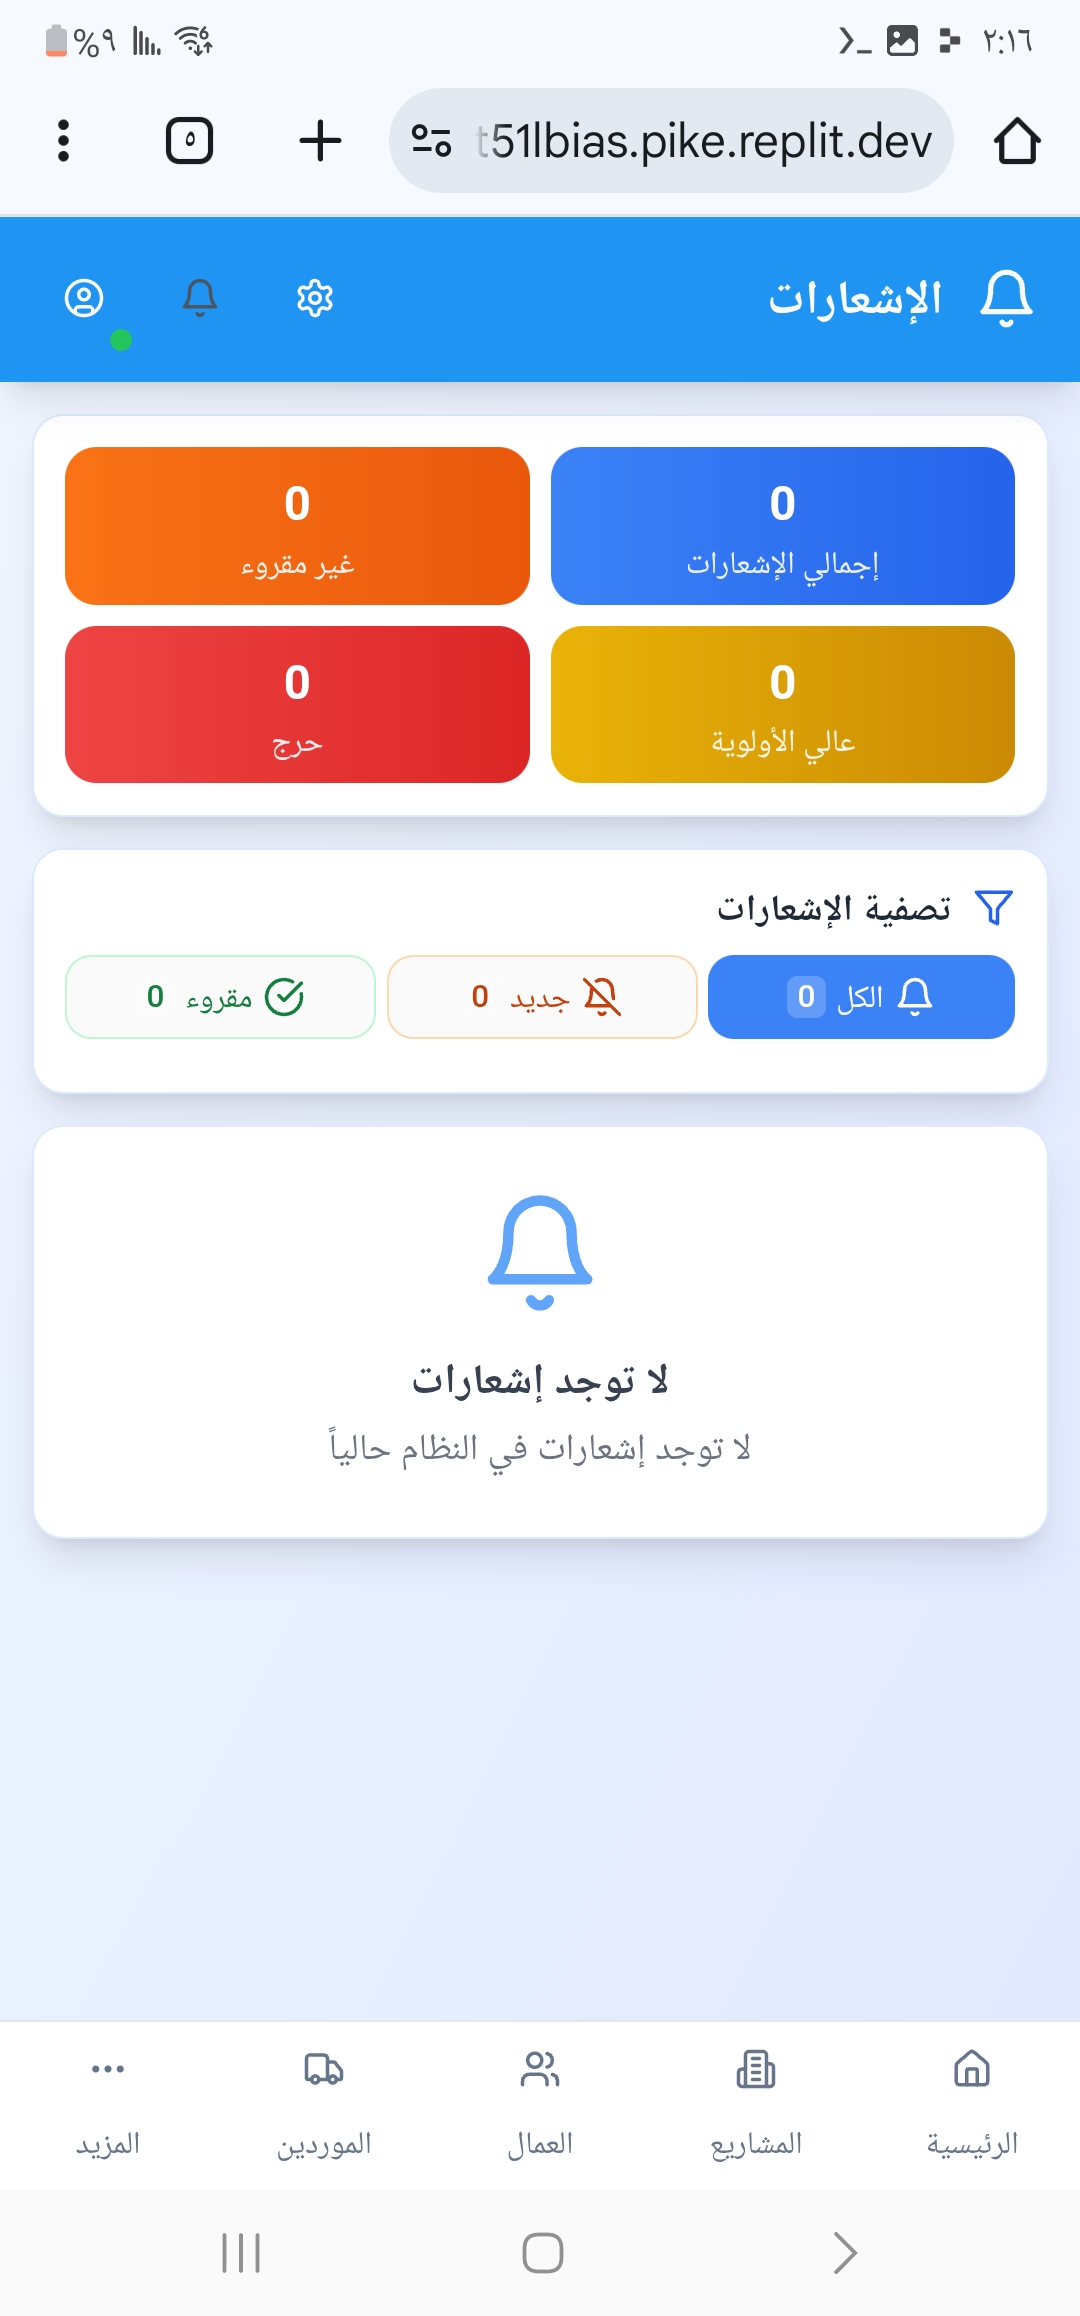 ٢:١٦
%٩
6
t51lbias.pike.replit.dev
٥
الإشعارات
0
إجمالي الإشعارات
0
غير مقروء
0
عالي الأولوية
0
حرج
تصفية الإشعارات
الكل 0
جديد 0
مقروء 0
لا توجد إشعارات
لا توجد إشعارات في النظام حالياً
الرئيسية
المشاريع
العمال
الموردين
المزيد